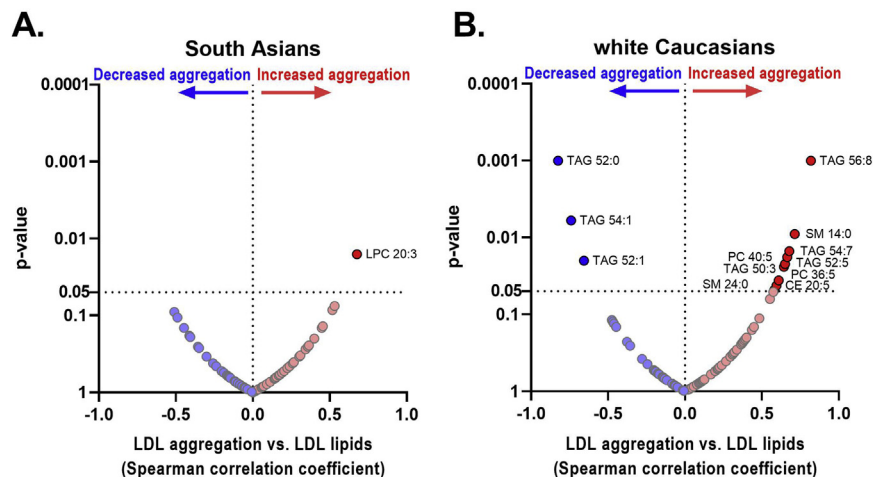 A.
South Asians
Decreased aggregation Increased aggregation
0.0001
0.001
0.01
0.05
0.1
1
p-value
LPC 20:3
-1.0 -0.5 0.0 0.5 1.0
LDL aggregation vs. LDL lipids
(Spearman correlation coefficient)
B.
white Caucasians
Decreased aggregation Increased aggregation
0.0001
0.001
0.01
0.05
0.1
1
p-value
TAG 52:0
TAG 56:8
TAG 54:1
SM 14:0
TAG 52:1
PC 40:5 TAG 54:7
TAG 50:3 TAG 52:5
PC 36:5
SM 24:0 CE 20:5
-1.0 -0.5 0.0 0.5 1.0
LDL aggregation vs. LDL lipids
(Spearman correlation coefficient)